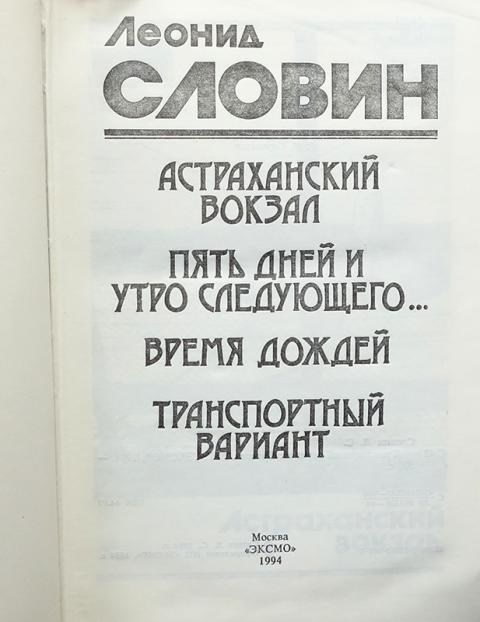 Леонид
СЛОВИН
АСТРАХАНСКИЙ
ВОКЗАЛ
ПЯТЬ ДНЕЙ И
УТРО СЛЕДУЮЩЕГО...
ВРЕМЯ ДОЖДЕЙ
ТРАНСПОРТНЫЙ
ВАРИАНТ
Москва
«ЭКСМО»
1994